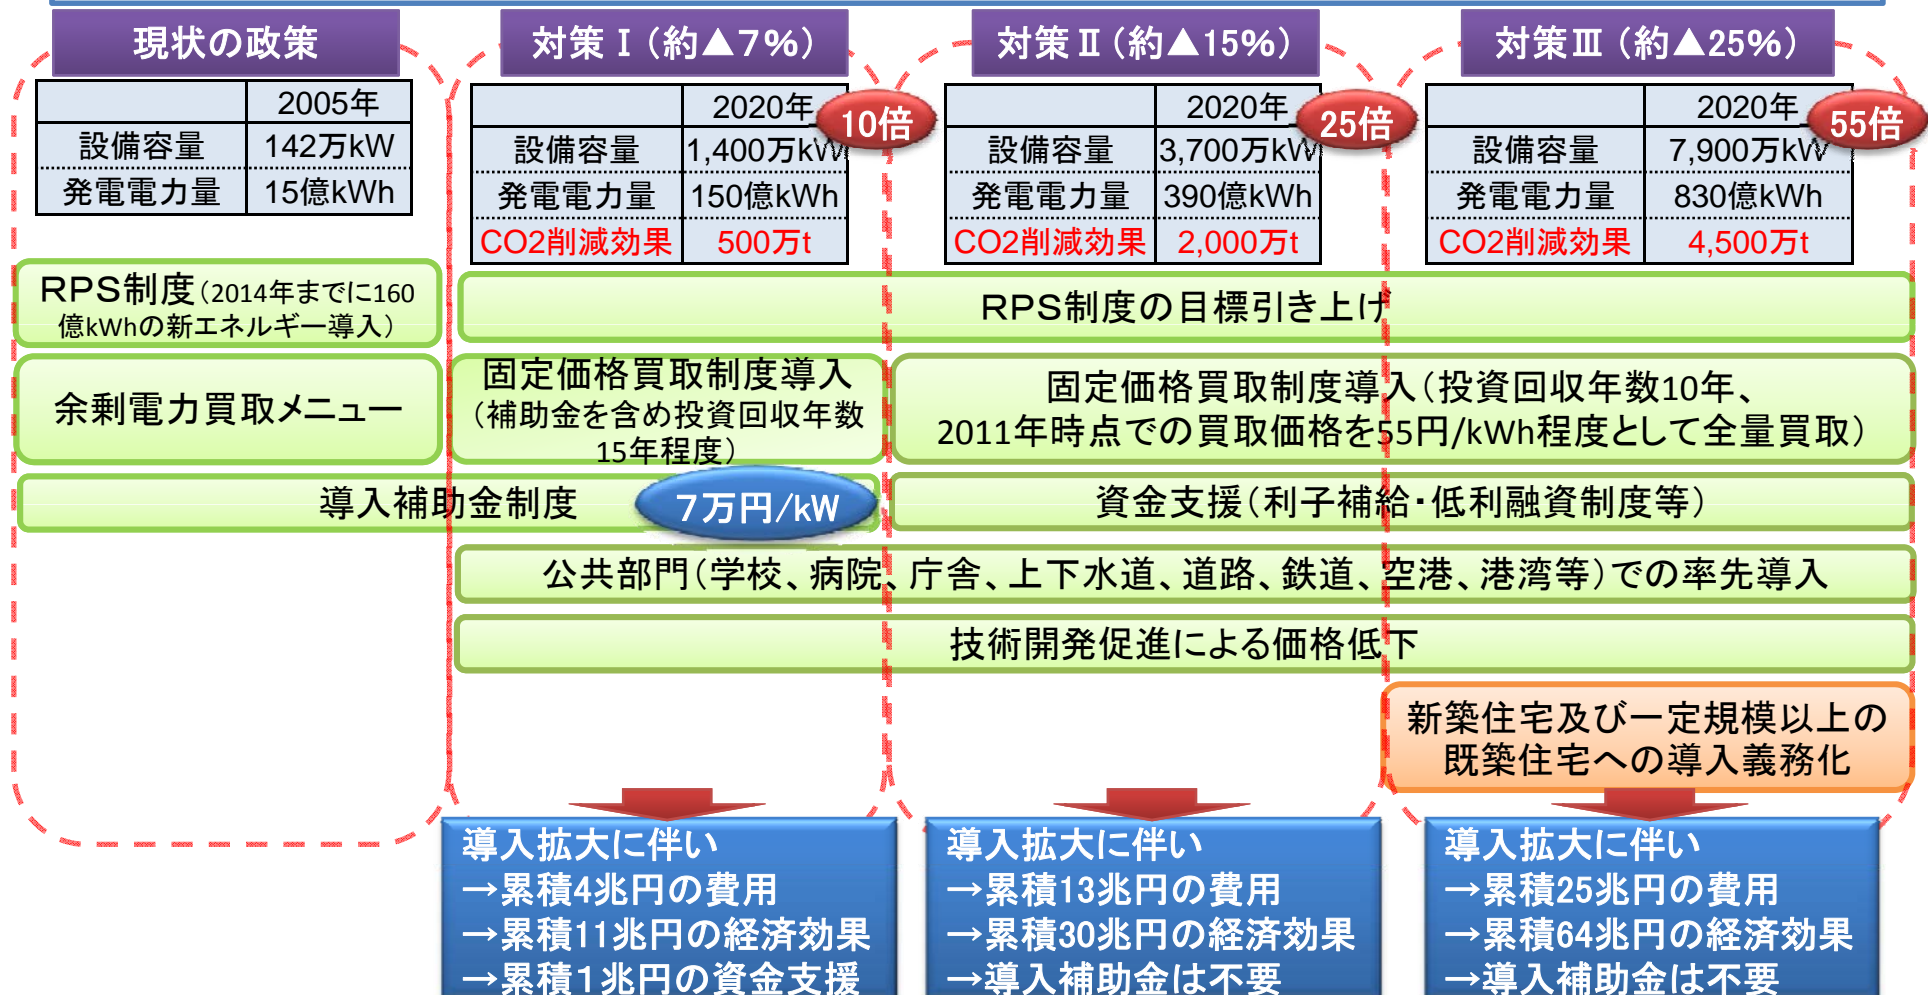 現状の政策
2005年
設備容量 142万kW
発電電力量 15億kWh
対策Ⅰ（約▲7%）
2020年
10倍
設備容量 1,400万kW
発電電力量 150億kWh
CO2削減効果 500万t
対策Ⅱ（約▲15%）
2020年
25倍
設備容量 3,700万kW
発電電力量 390億kWh
CO2削減効果 2,000万t
対策Ⅲ（約▲25%）
2020年
55倍
設備容量 7,900万kW
発電電力量 830億kWh
CO2削減効果 4,500万t
RPS制度（2014年までに160
億kWhの新エネルギー導入）
RPS制度の目標引き上げ
余剰電力買取メニュー
固定価格買取制度導入
（補助金を含め投資回収年数
15年程度）
固定価格買取制度導入（投資回収年数10年、
2011年時点での買取価格を55円/kWh程度として全量買取）
導入補助金制度
7万円/kW
資金支援（利子補給・低利融資制度等）
公共部門（学校、病院、庁舎、上下水道、道路、鉄道、空港、港湾等）での率先導入
技術開発促進による価格低下
新築住宅及び一定規模以上の
既築住宅への導入義務化
導入拡大に伴い
→累積4兆円の費用
→累積11兆円の経済効果
→累積1兆円の資金支援
導入拡大に伴い
→累積13兆円の費用
→累積30兆円の経済効果
→導入補助金は不要
導入拡大に伴い
→累積25兆円の費用
→累積64兆円の経済効果
→導入補助金は不要